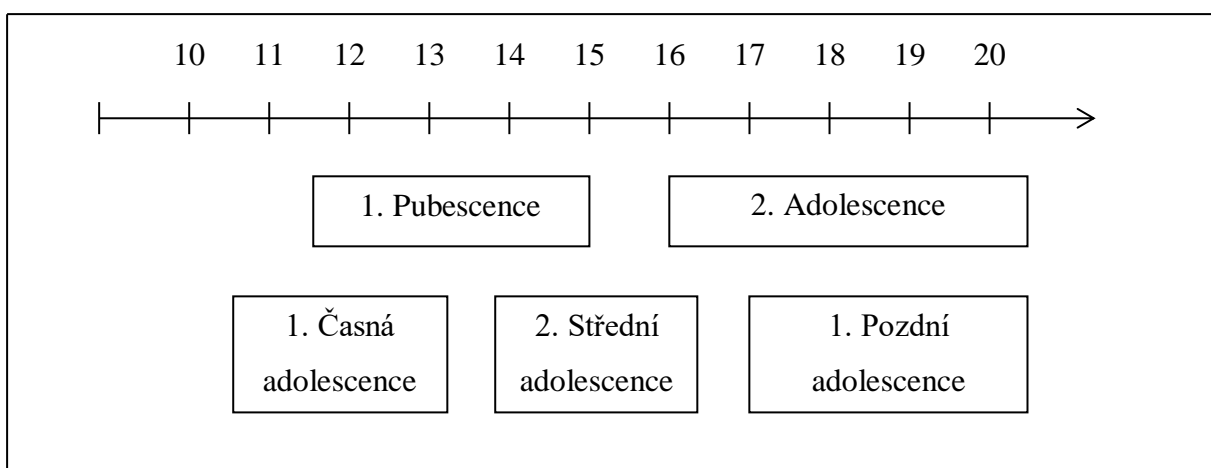 10 11 12 13 14 15 16 17 18 19 20
1. Pubescence
2. Adolescence
1. Časná
adolescence
2. Střední
adolescence
1. Pozdní
adolescence